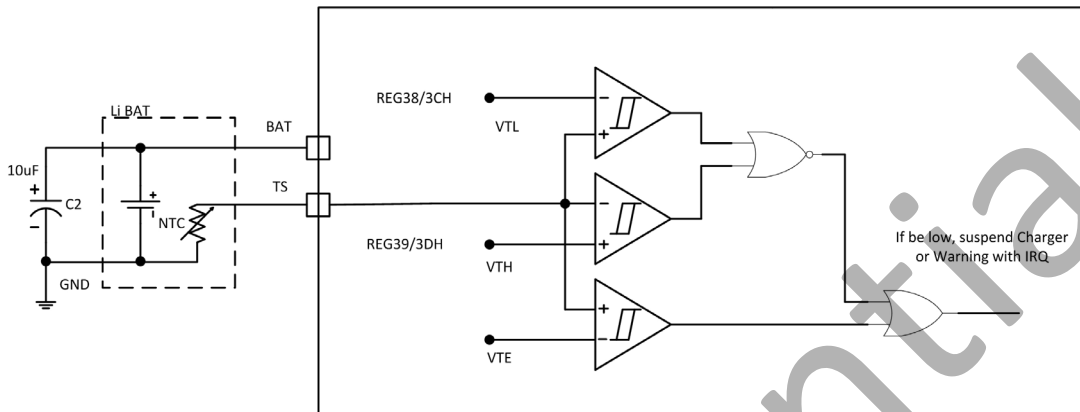 REG38/3CH
VTL
Li BAT
BAT
10uF
+
C2
-
+
-
NTC
TS
GND
REG39/3DH
VTH
VTE
-
+
-
+
+
-
If be low, suspend Charger
or Warning with IRQ
ntial